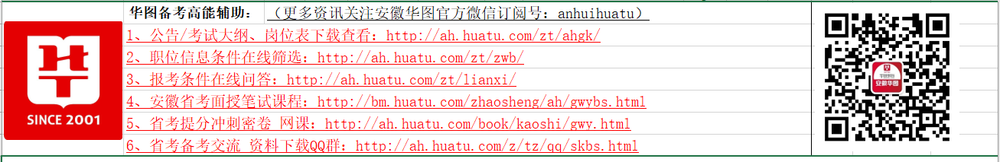 华图备考高能辅助：（更多资讯关注安徽华图官方微信订阅号：anhuihuatu）
1、公告/考试大纲、岗位表下载查看：http://ah.huatu.com/zt/ahgk/
2、职位信息条件在线筛选：http://ah.huatu.com/zt/zwb/
3、报考条件在线问答：http://ah.huatu.com/zt/lianxi/
4、安徽省考面授笔试课程：http://bm.huatu.com/zhaosheng/ah/gwybs.html
5、省考提分冲刺密卷 网课：http://ah.huatu.com/book/kaoshi/gwy.html
6、省考备考交流 资料下载QQ群：http://ah.huatu.com/z/tz/qq/skbs.html
SINCE 2001
安徽华图